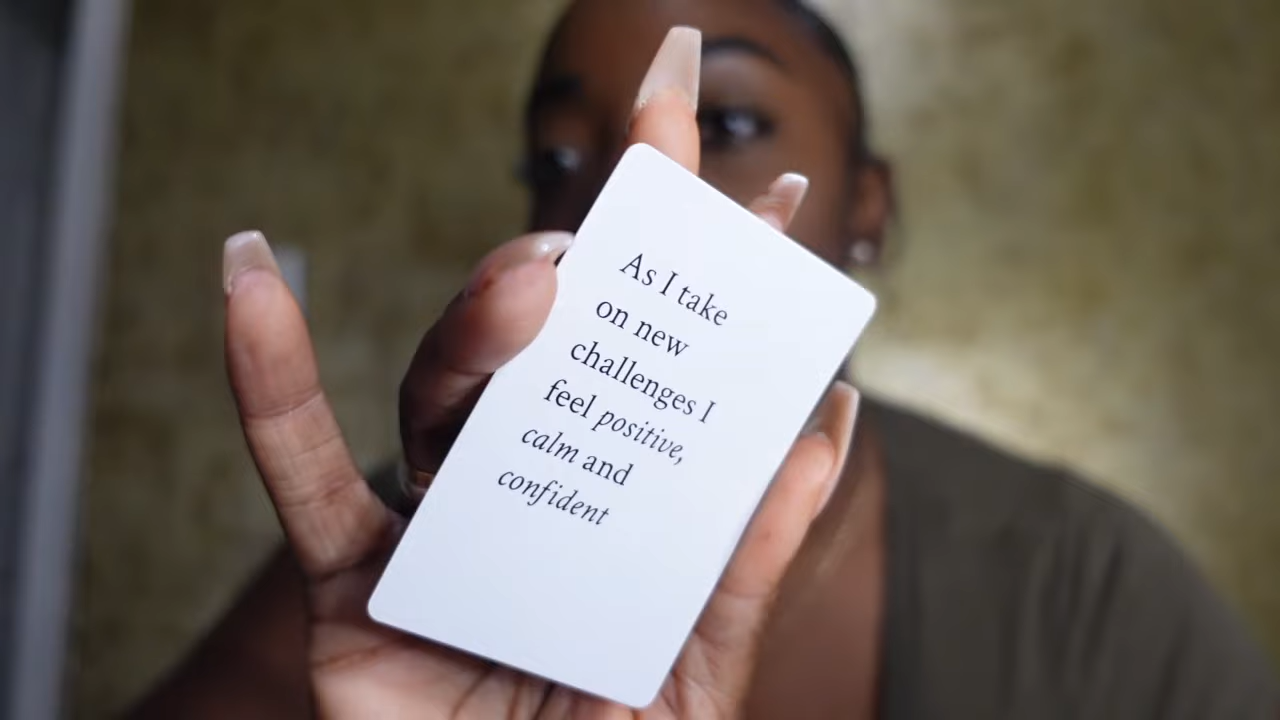 As I take
on new
challenges I
feel positive,
calm and
confident